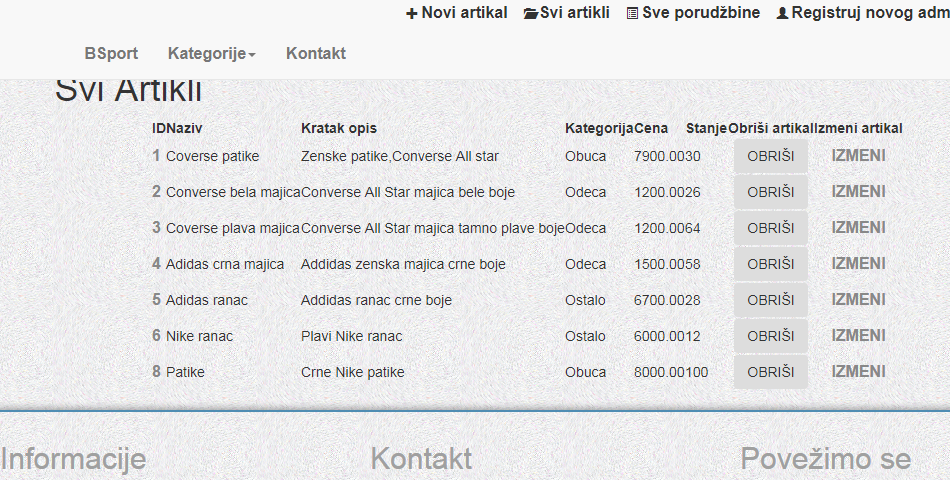 Novi artikal Svi artikli Sve porudžbine Registruj novog adm
BSport Kategorije Kontakt
Svi Artikli
ID Naziv Kratak opis Kategorija Cena Stanje Obriši artikal Izmeni artikal
1 Coverse patike Zenske patike,Converse All star Obuca 7900.00 30 OBRIŠI IZMENI
2 Converse bela majica Converse All Star majica bele boje Odeca 1200.00 26 OBRIŠI IZMENI
3 Coverse plava majica Converse All Star majica tamno plave boje Odeca 1200.00 64 OBRIŠI IZMENI
4 Adidas crna majica Addidas zenska majica crne boje Odeca 1500.00 58 OBRIŠI IZMENI
5 Adidas ranac Addidas ranac crne boje Ostalo 6700.00 28 OBRIŠI IZMENI
6 Nike ranac Plavi Nike ranac Ostalo 6000.00 12 OBRIŠI IZMENI
8 Patike Crne Nike patike Obuca 8000.00 100 OBRIŠI IZMENI
Informacije Kontakt Povežimo se